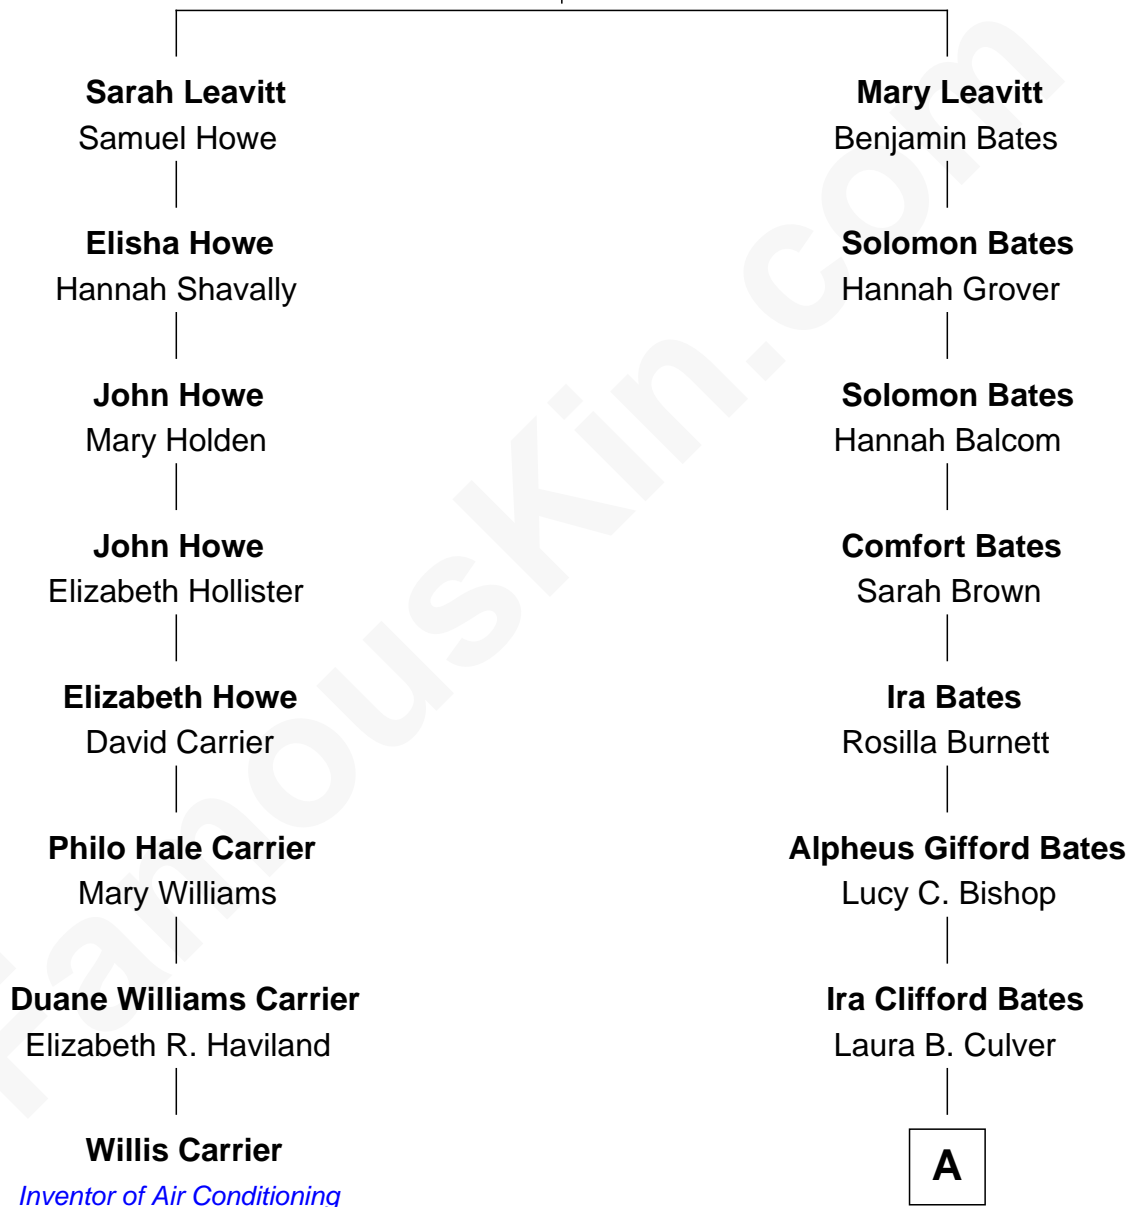 Sarah Leavitt
Samuel Howe
Elisha Howe
Hannah Shavally
John Howe
Mary Holden
John Howe
Elizabeth Hollister
Elizabeth Howe
David Carrier
Philo Hale Carrier
Mary Williams
Duane Williams Carrier
Elizabeth R. Haviland
Willis Carrier
Inventor of Air Conditioning
Mary Leavitt
Benjamin Bates
Solomon Bates
Hannah Grover
Solomon Bates
Hannah Balcom
Comfort Bates
Sarah Brown
Ira Bates
Rosilla Burnett
Alpheus Gifford Bates
Lucy C. Bishop
Ira Clifford Bates
Laura B. Culver
A
FamousKin.com